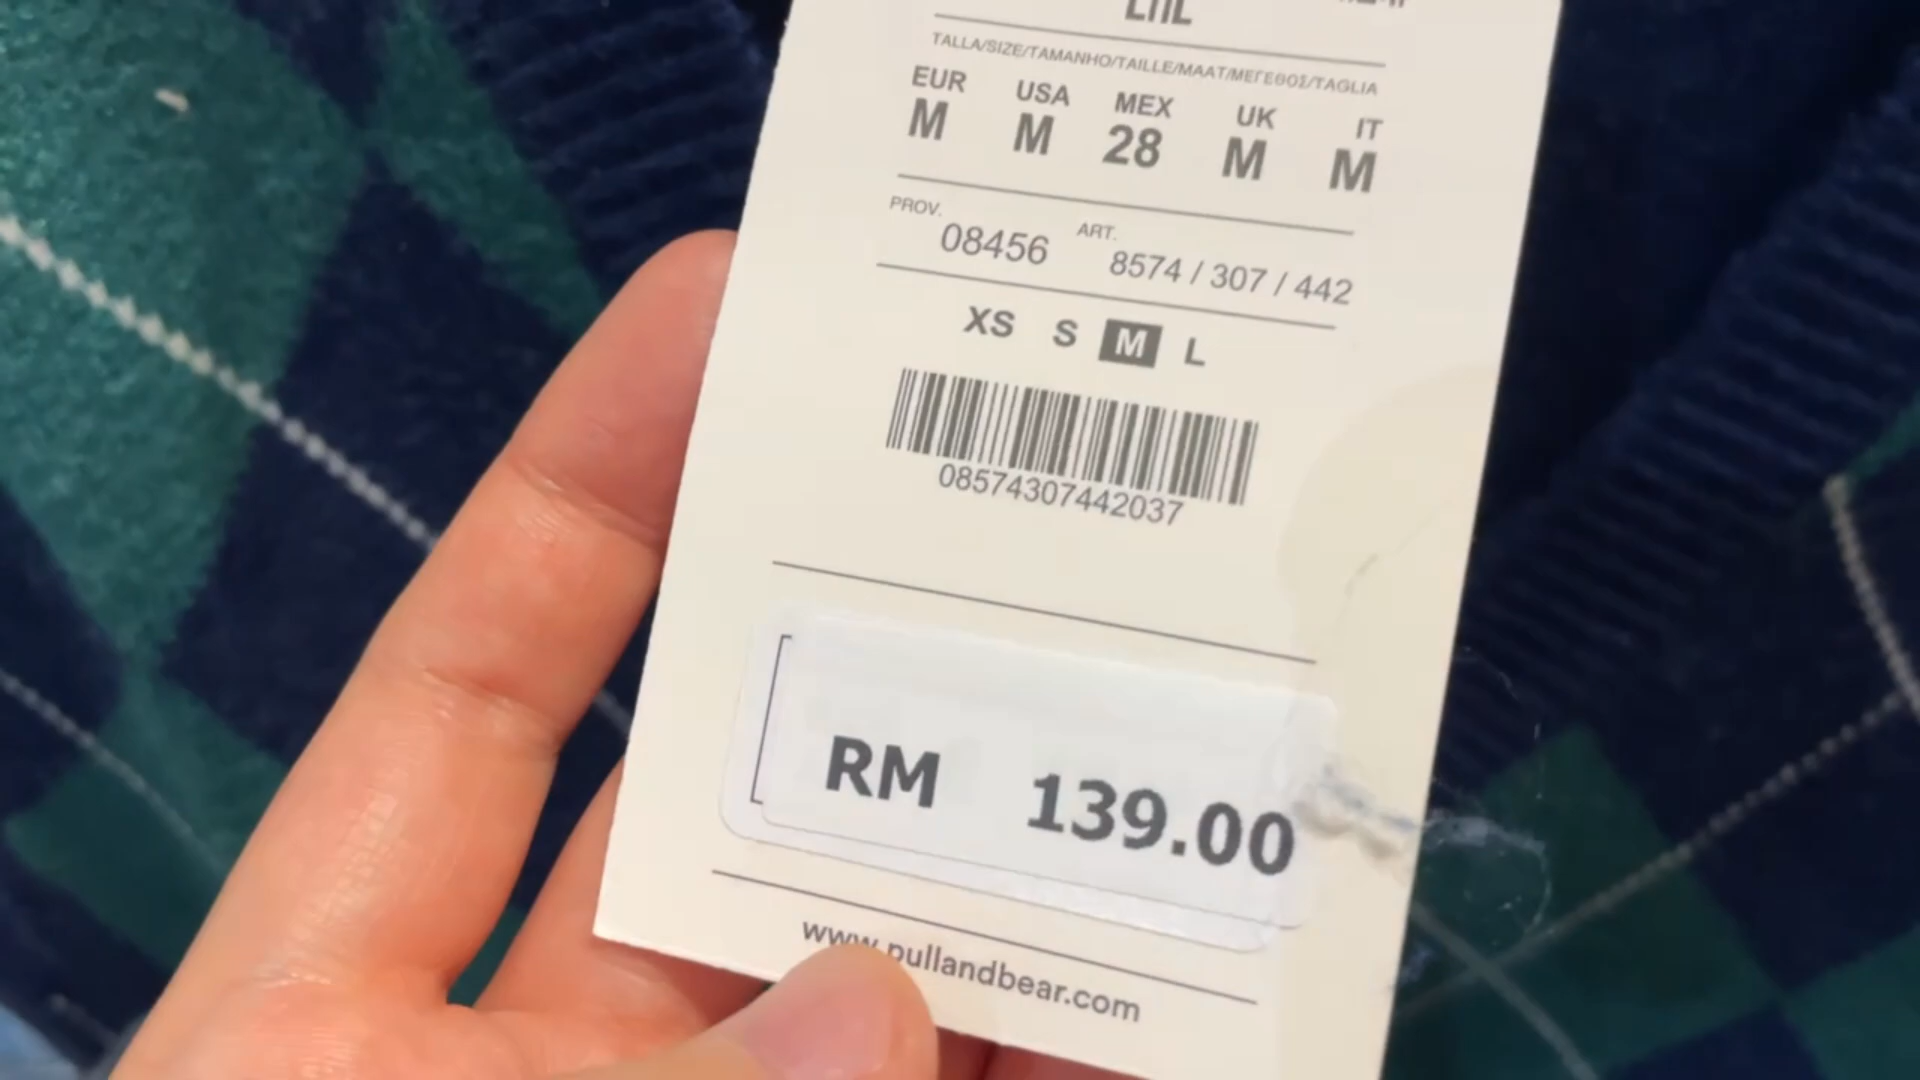 TALLA/SIZE/TAMANHO/TAILLE/MAAT/ΜΕΓΕΘΟΣ/TAGLIA
EUR USA MEX UK IT
M M 28 M M
PROV. 08456 ART. 8574 / 307 / 442
XS S M L
08574307442037
RM 139.00
www.pullandbear.com